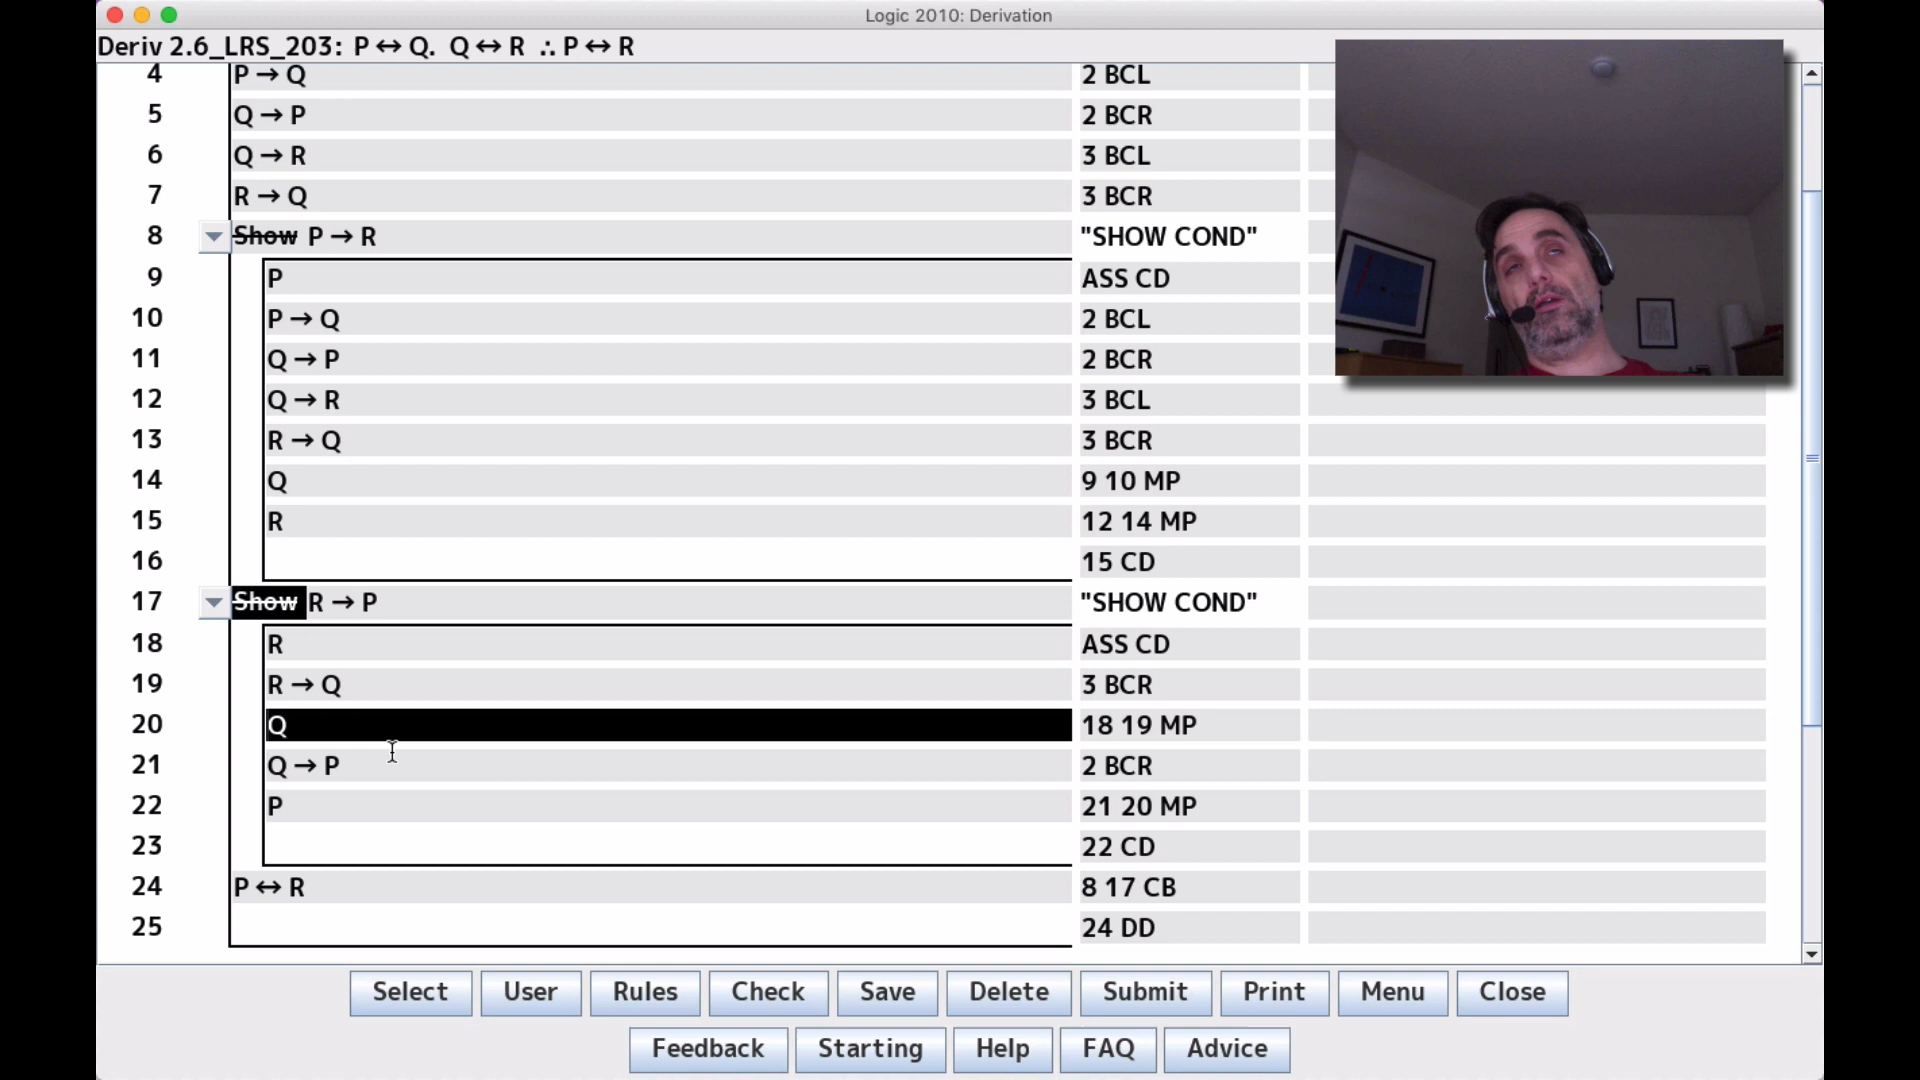 Logic 2010: Derivation
Deriv 2.6_LRS_203: P ↔ Q. Q ↔ R ∴ P ↔ R
4 P → Q 2 BCL
5 Q → P 2 BCR
6 Q → R 3 BCL
7 R → Q 3 BCR
8 Show P → R "SHOW COND"
9 P ASS CD
10 P → Q 2 BCL
11 Q → P 2 BCR
12 Q → R 3 BCL
13 R → Q 3 BCR
14 Q 9 10 MP
15 R 12 14 MP
16 15 CD
17 Show R → P "SHOW COND"
18 R ASS CD
19 R → Q 3 BCR
20 Q 18 19 MP
21 Q → P 2 BCR
22 P 21 20 MP
23 22 CD
24 P ↔ R 8 17 CB
25 24 DD
Select User Rules Check Save Delete Submit Print Menu Close
Feedback Starting Help FAQ Advice